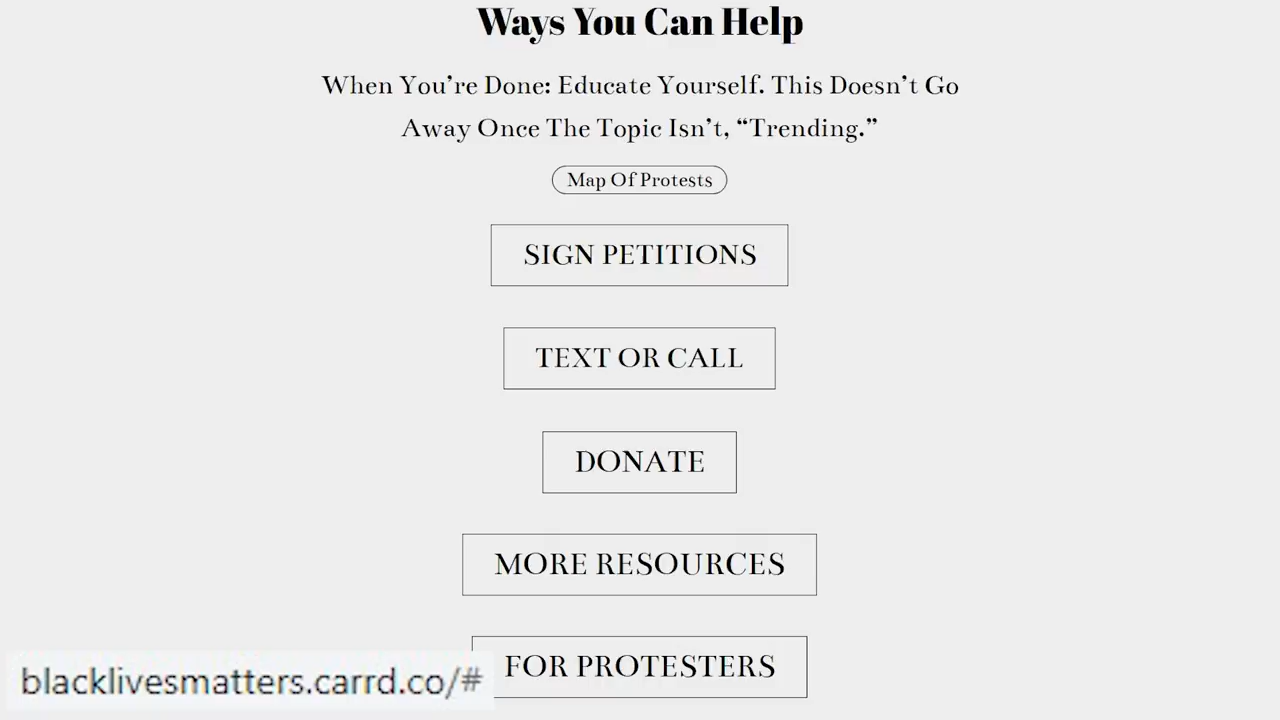 Ways You Can Help
When You're Done: Educate Yourself. This Doesn't Go
Away Once The Topic Isn't, “Trending.”
Map Of Protests
SIGN PETITIONS
TEXT OR CALL
DONATE
MORE RESOURCES
FOR PROTESTERS
blacklivesmatters.carrd.co/#